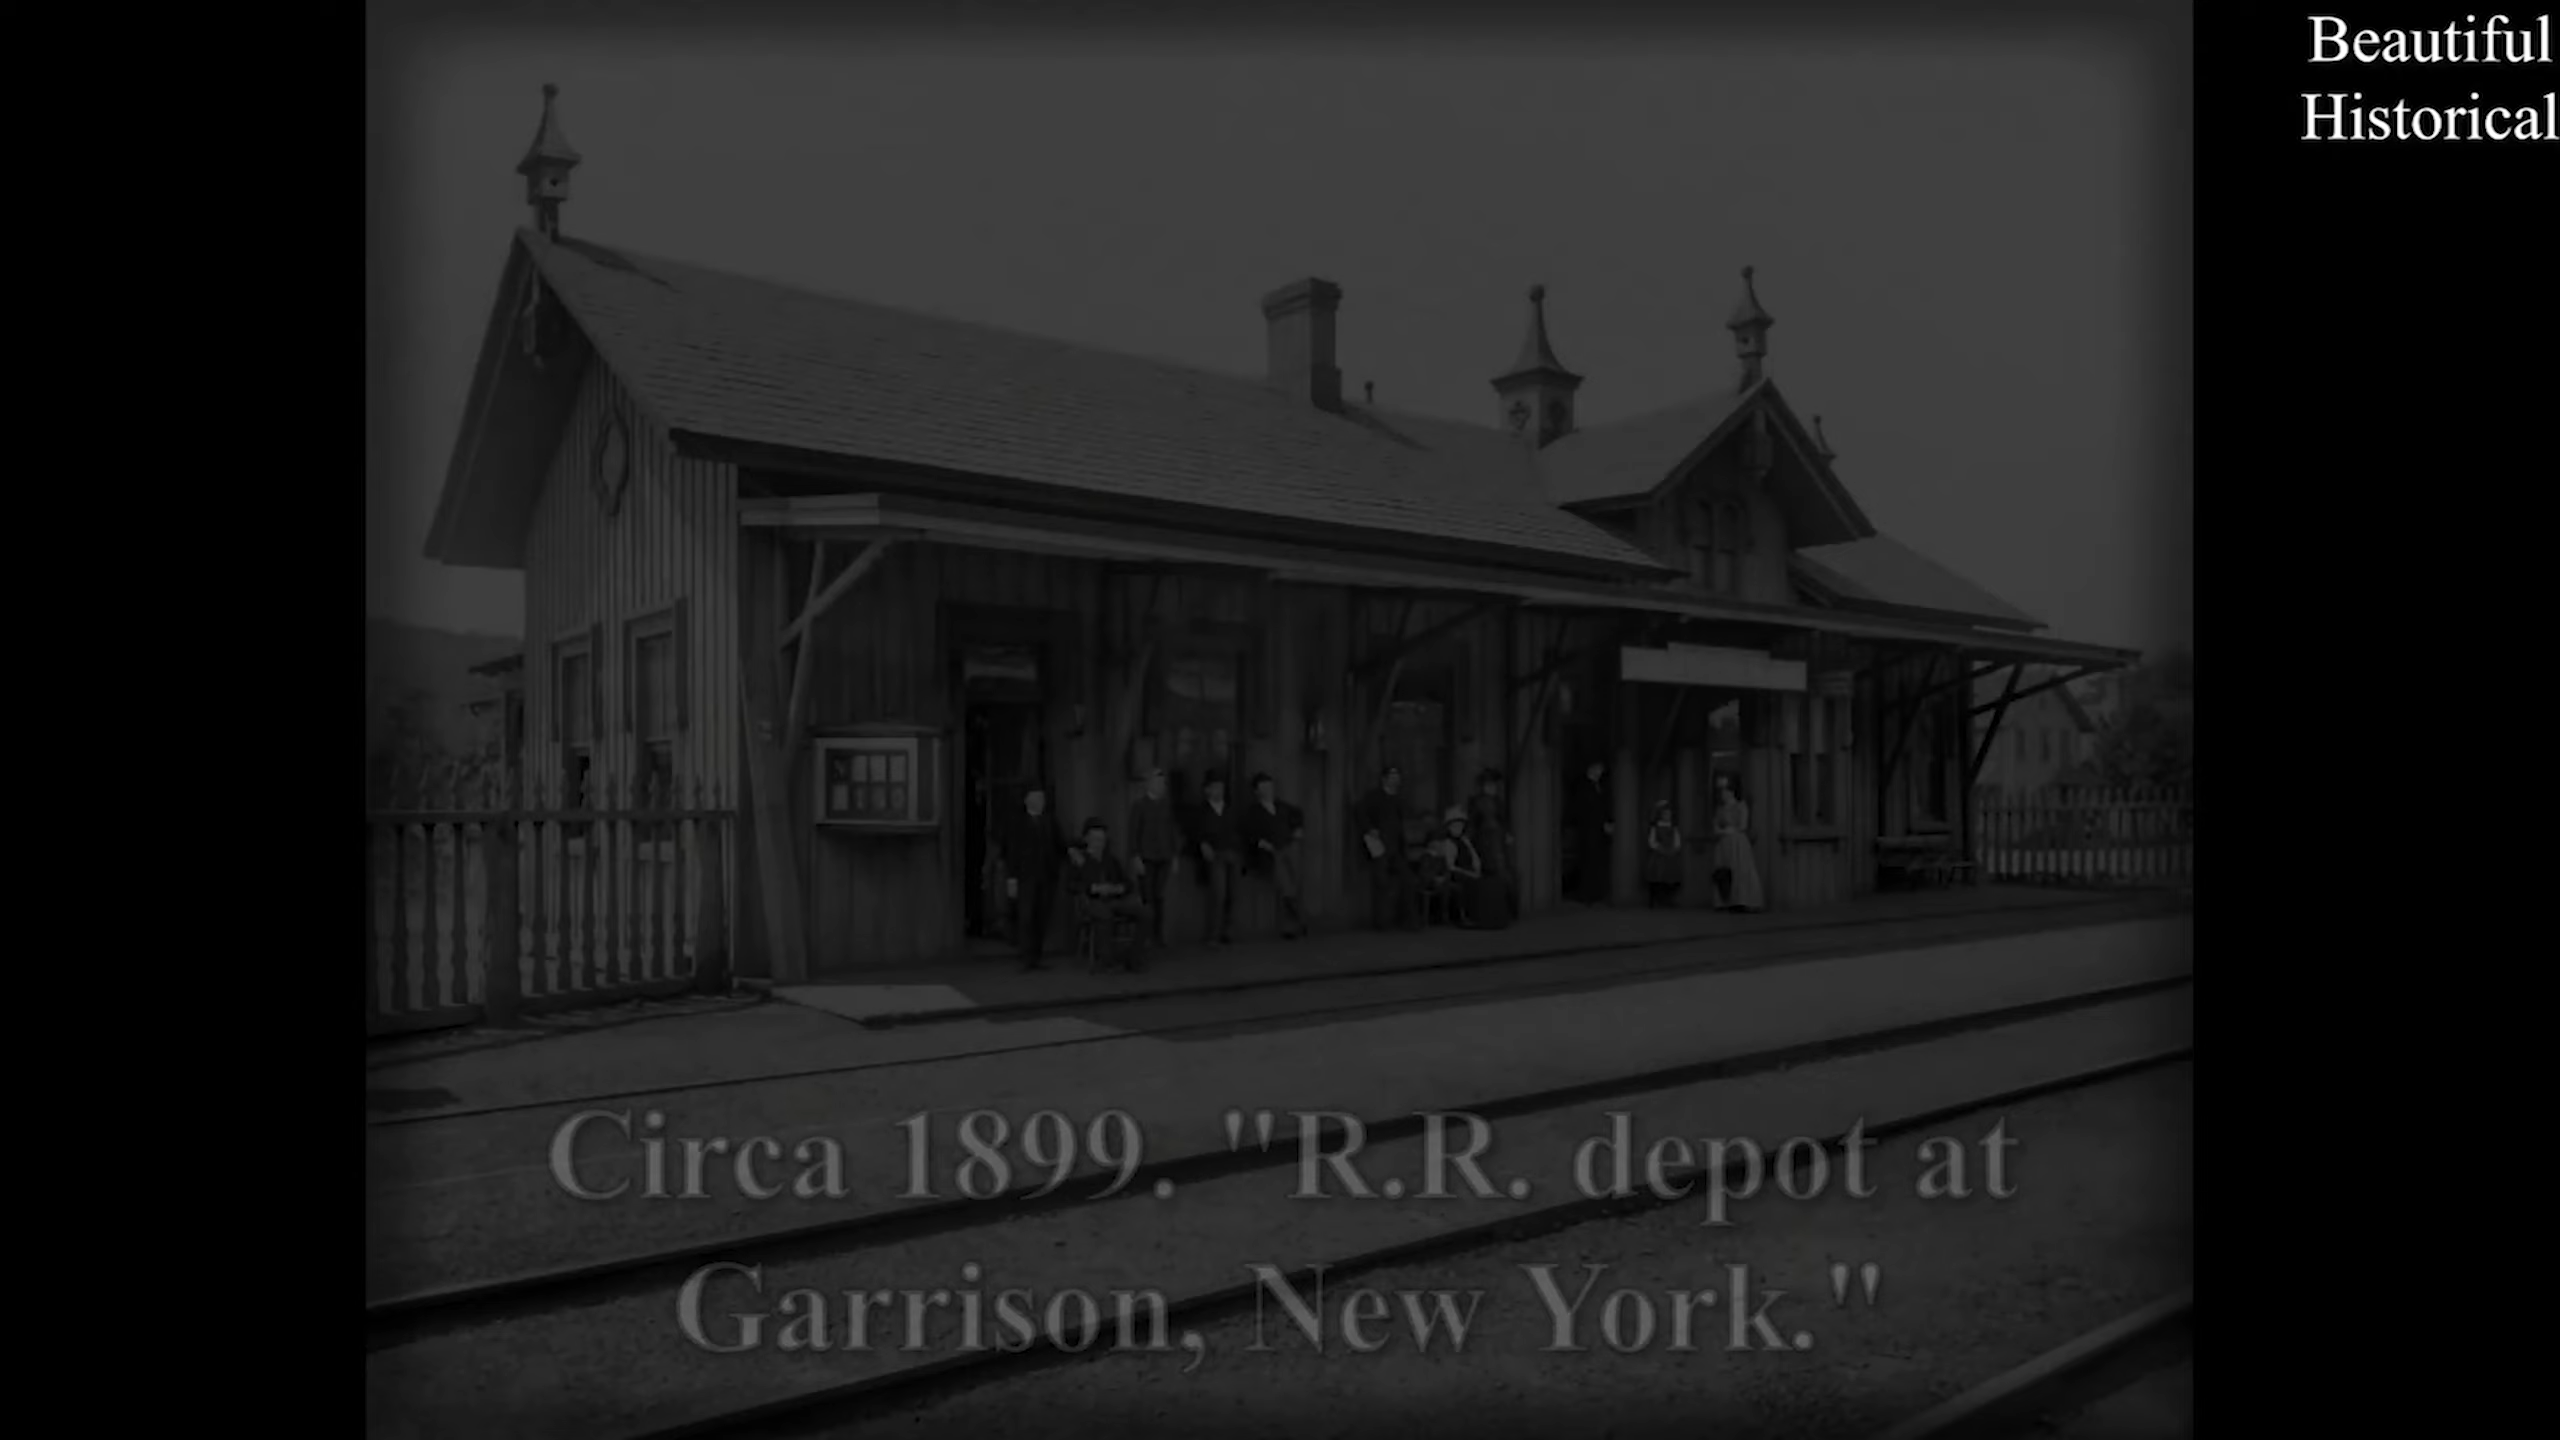 Beautiful
Historical
Circa 1899. "R.R. depot at
Garrison, New York."